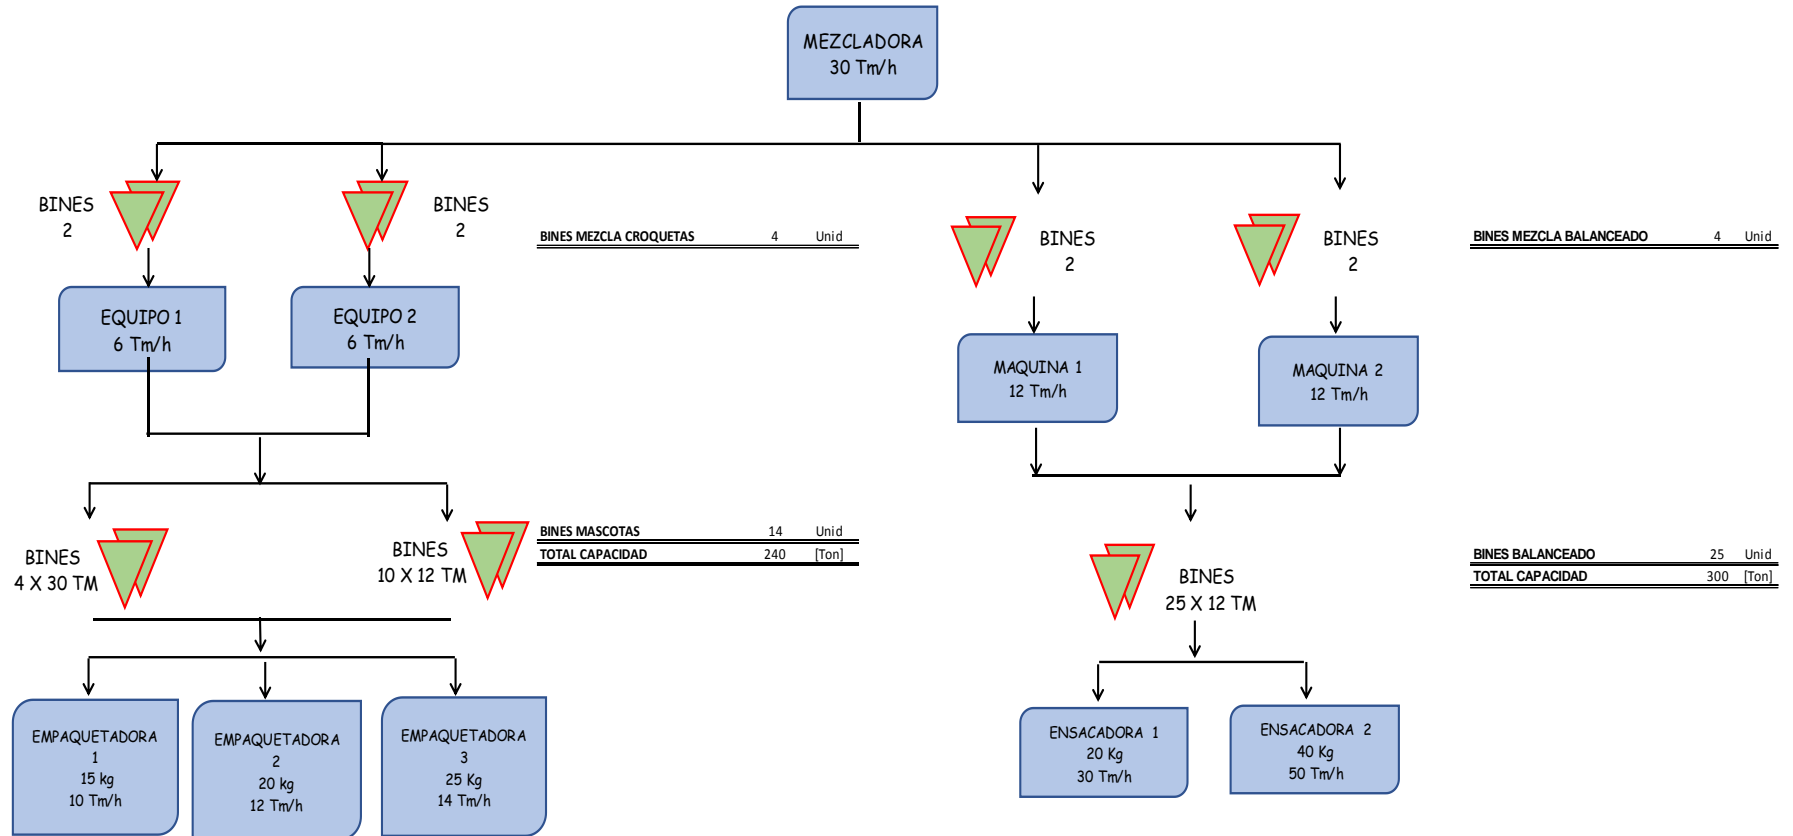 MEZCLADORA
30 Tm/h
BINES
2
BINES
2
BINES MEZCLA CROQUETAS 4 Unid
BINES
2
BINES
2
BINES MEZCLA BALANCEADO 4 Unid
EQUIPO 1
6 Tm/h
EQUIPO 2
6 Tm/h
MAQUINA 1
12 Tm/h
MAQUINA 2
12 Tm/h
BINES
4 X 30 TM
BINES
10 X 12 TM
BINES MASCOTAS 14 Unid
TOTAL CAPACIDAD 240 [Ton]
BINES
25 X 12 TM
BINES BALANCEADO 25 Unid
TOTAL CAPACIDAD 300 [Ton]
EMPAQUETADORA
1
15 kg
10 Tm/h
EMPAQUETADORA
2
20 kg
12 Tm/h
EMPAQUETADORA
3
25 Kg
14 Tm/h
ENSACADORA 1
20 Kg
30 Tm/h
ENSACADORA 2
40 Kg
50 Tm/h